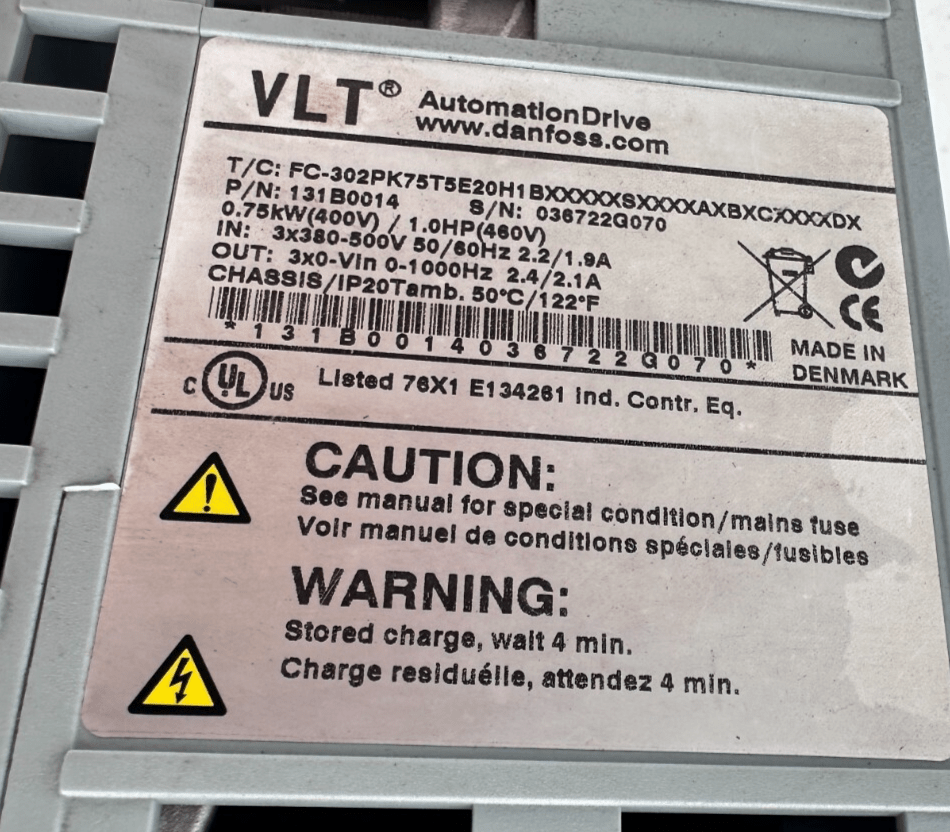 VLT® AutomationDrive
www.danfoss.com
T/C: FC-302PK75T5E20H1BXXXXXSXXXXAXBXCXXXXDX
P/N: 131B0014 S/N: 036722G070
0.75kW(400V) / 1.0HP(460V)
IN: 3x380-500V 50/60Hz 2.2/1.9A
OUT: 3x0-Vin 0-1000Hz 2.4/2.1A
CHASSIS/IP20Tamb. 50°C/122°F
*131B0014036722G070*
MADE IN
DENMARK
C UL US Listed 76X1 E134261 Ind. Contr. Eq.
CAUTION:
See manual for special condition/mains fuse
Voir manuel de conditions spéciales/fusibles
WARNING:
Stored charge, wait 4 min.
Charge residuélle, attendez 4 min.